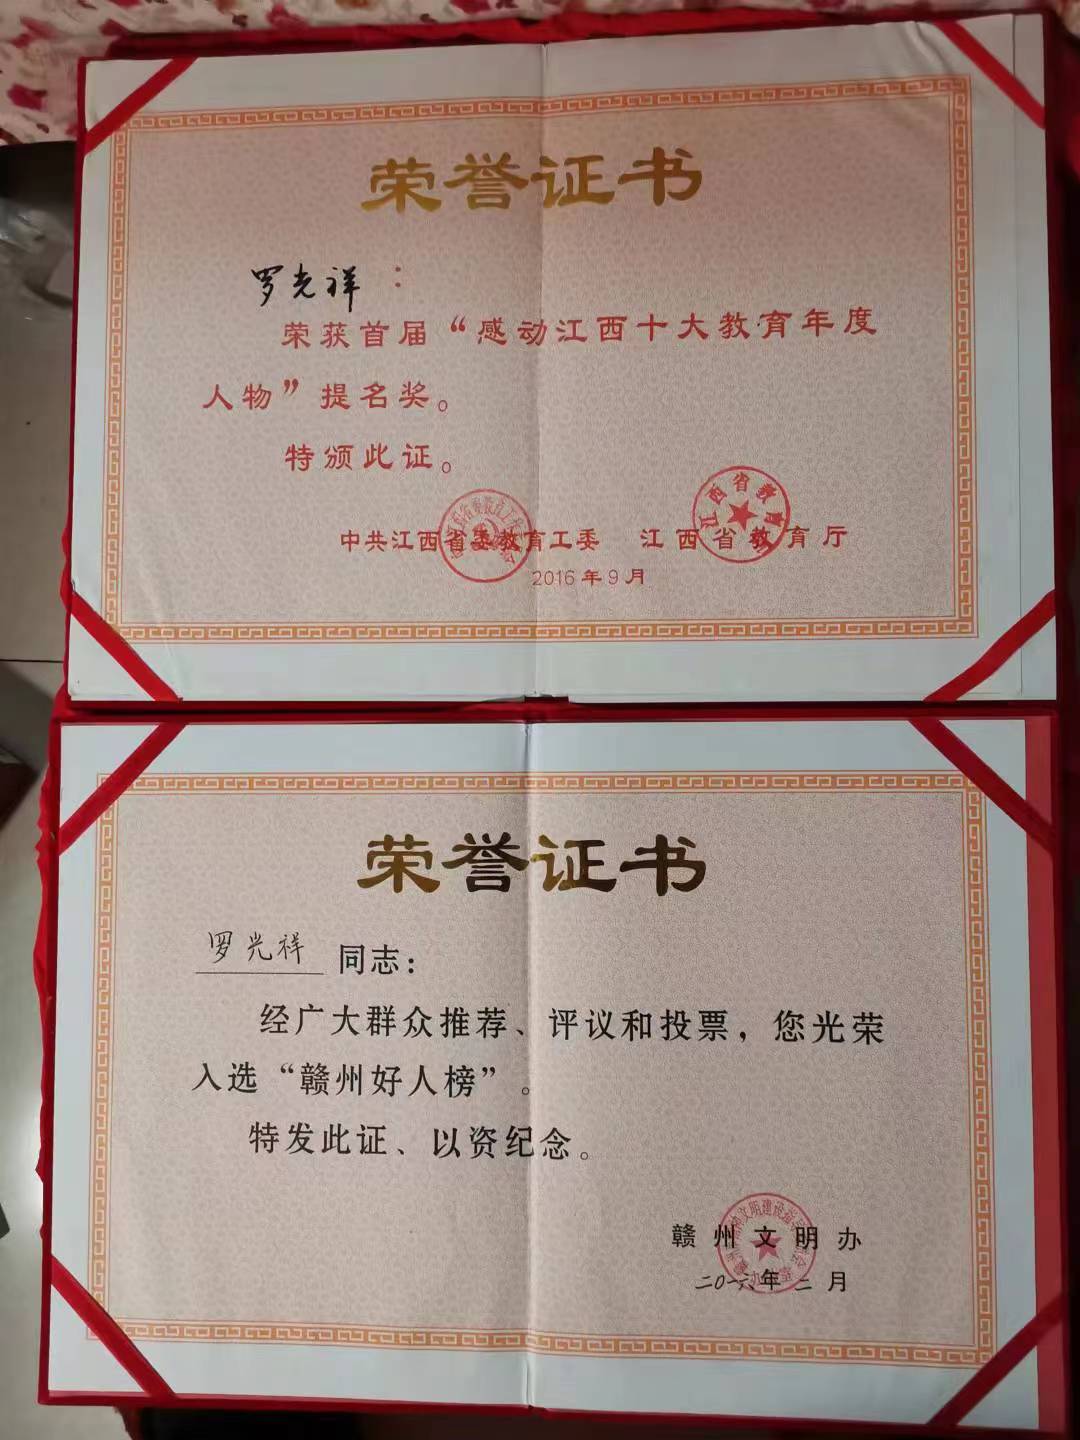 荣誉证书
罗光祥：
荣获首届“感动江西十大教育年度
人物”提名奖。
特颁此证。
中共江西省委教育工委 江西省教育厅
2016年9月
荣誉证书
罗光祥 同志：
经广大群众推荐、评议和投票，您光荣
入选“赣州好人榜”。
特发此证、以资纪念。
赣州文明办
二〇一六年二月